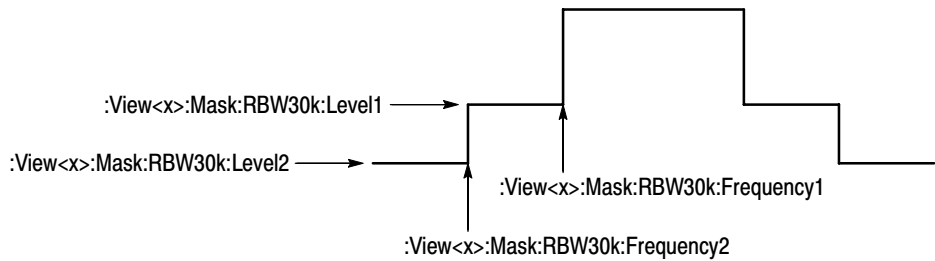 :View<x>:Mask:RBW30k:Level1
:View<x>:Mask:RBW30k:Level2
:View<x>:Mask:RBW30k:Frequency1
:View<x>:Mask:RBW30k:Frequency2